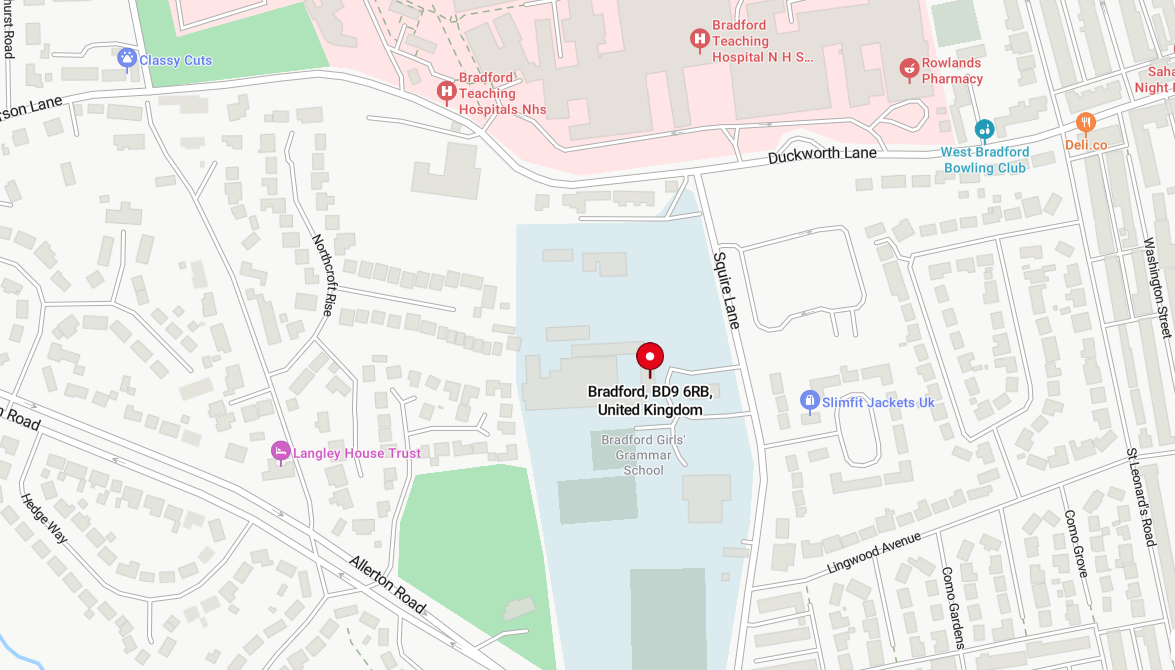 Bradford
Teaching
Hospital N H S...
Classy Cuts
Rowlands
Pharmacy
Bradford
Teaching
Hospitals Nhs
Duckworth Lane
West Bradford
Bowling Club
Deli.co
Night
Northcroft Rise
Squire Lane
Washington Street
Bradford, BD9 6RB,
United Kingdom
Slimfit Jackets Uk
Road
Bradford Girls'
Grammar
School
Langley House Trust
St Leonard's Road
Hedge Way
Lingwood Avenue
Como Grove
Allerton Road
Como Gardens